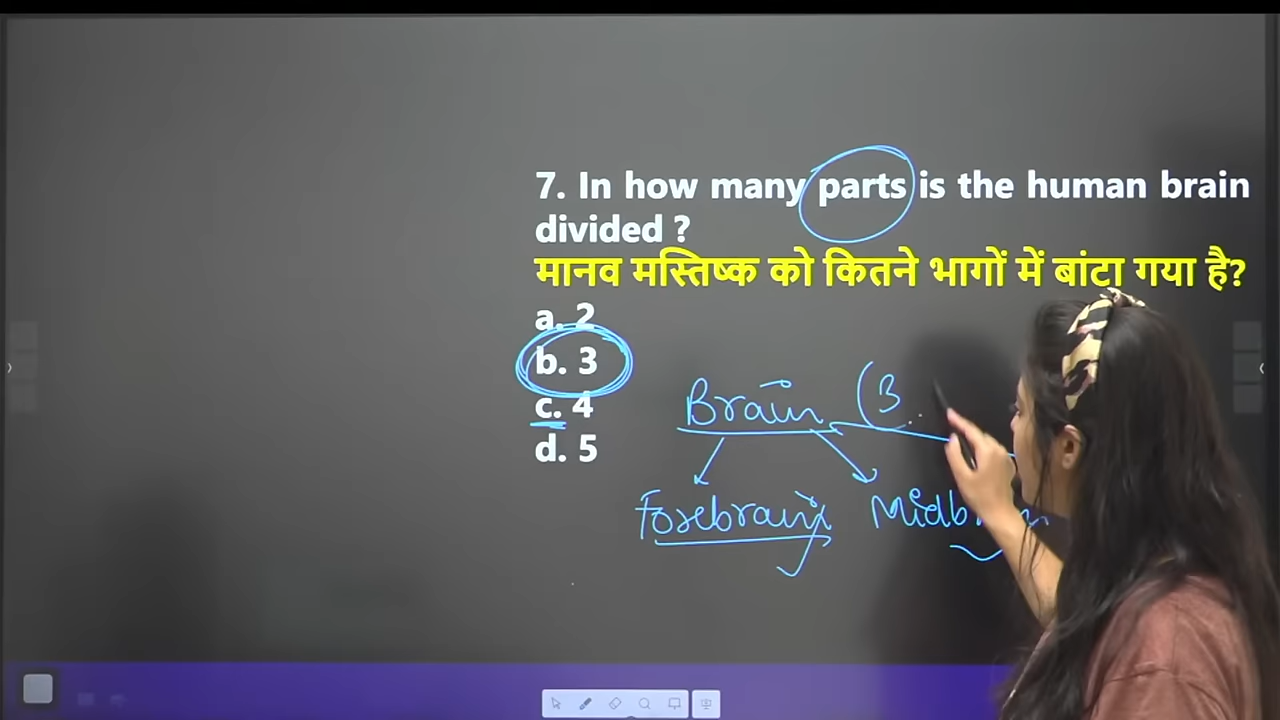 7. In how many parts is the human brain
divided ?
मानव मस्तिष्क को कितने भागों में बांटा गया है?
a. 2
b. 3
c. 4
d. 5
Brain (3
Forebrain